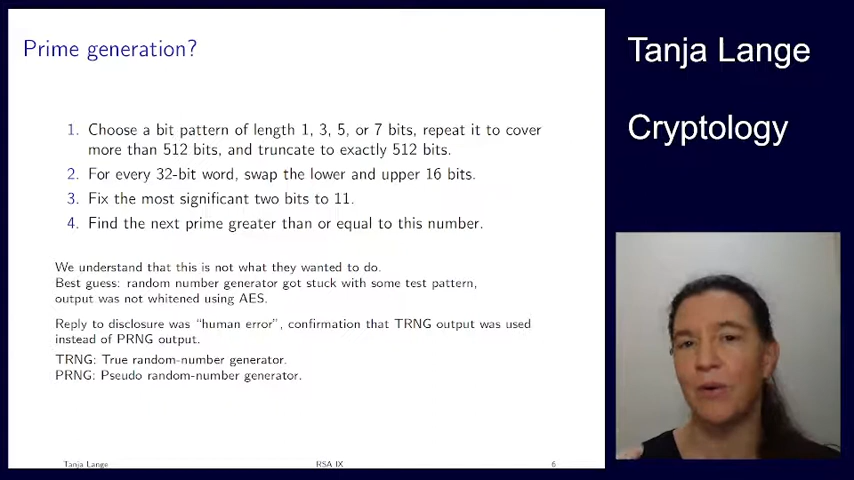 Prime generation?
1. Choose a bit pattern of length 1, 3, 5, or 7 bits, repeat it to cover
more than 512 bits, and truncate to exactly 512 bits.
2. For every 32-bit word, swap the lower and upper 16 bits.
3. Fix the most significant two bits to 11.
4. Find the next prime greater than or equal to this number.
We understand that this is not what they wanted to do.
Best guess: random number generator got stuck with some test pattern,
output was not whitened using AES.
Reply to disclosure was “human error”, confirmation that TRNG output was used
instead of PRNG output.
TRNG: True random-number generator.
PRNG: Pseudo random-number generator.
Tanja Lange
RSA IX
6
Tanja Lange
Cryptology